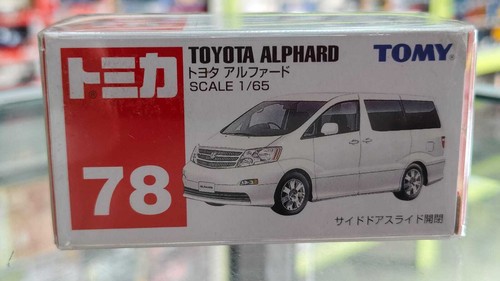 トミカ
78
TOYOTA ALPHARD
トヨタ アルファード
SCALE 1/65
TOMY
サイドドアスライド開閉